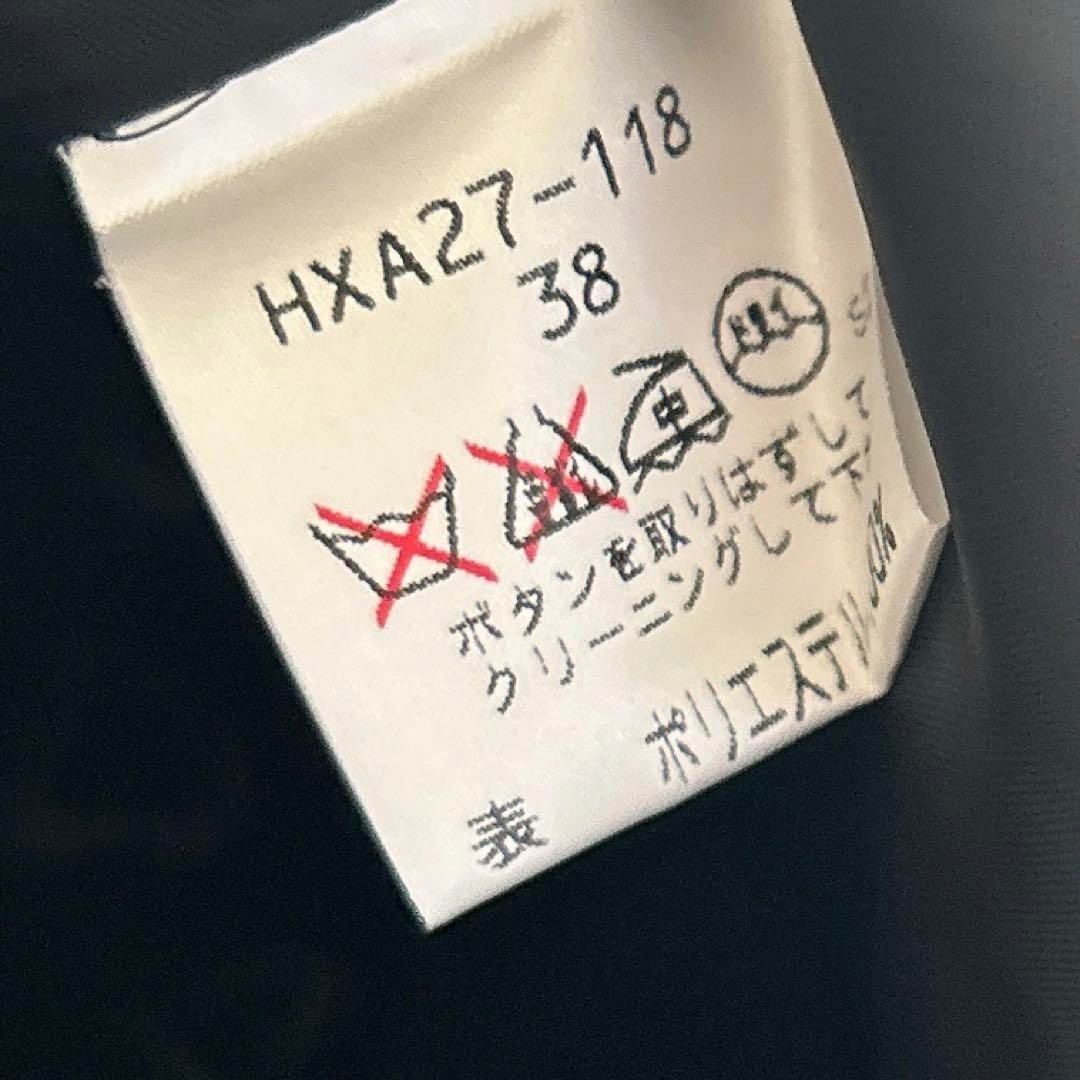 HXA27-118
38
中
ボタンを取りはずして
クリーニングして下
表 ポリエステル